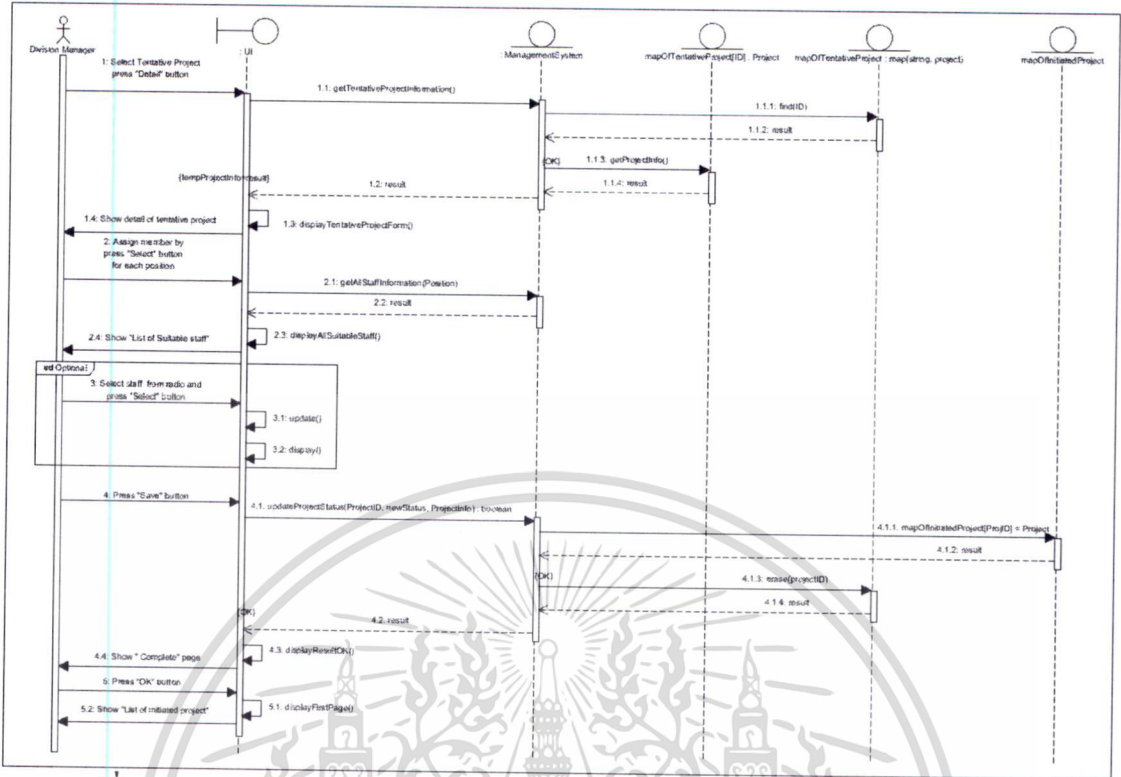 Division Manager
: UI
: ManagementSystem
mapOfTentativeProject[ID] : Project
mapOfTentativeProject : map(string, project)
mapOfInitiatedProject
1: Select Tentative Project
press "Detail" button
1.1: getTentativeProjectInformation()
1.1.1: find(ID)
1.1.2: result
{OK}
1.1.3: getProjectInfo()
1.1.4: result
1.2: result
1.3: displayTentativeProjectForm()
1.4: Show detail of tentative project
2: Assign member by
press "Select" button
for each position
2.1: getAllStaffInformation(Position)
2.2: result
2.3: displayAllSuitableStaff()
2.4: Show "List of Suitable staff"
sd Optional
3: Select staff from radio and
press "Select" button
3.1: update()
3.2: display()
4: Press "Save" button
4.1: updateProjectStatus(ProjectID, newStatus, ProjectInfo) : boolean
4.1.1: mapOfInitiatedProject[ProjID] = Project
4.1.2: result
{OK}
4.1.3: erase(projectID)
4.1.4: result
{OK}
4.2: result
4.3: displayResultOK()
4.4: Show " Complete" page
5: Press "OK" button
5.1: displayFirstPage()
5.2: Show "List of initiated project"